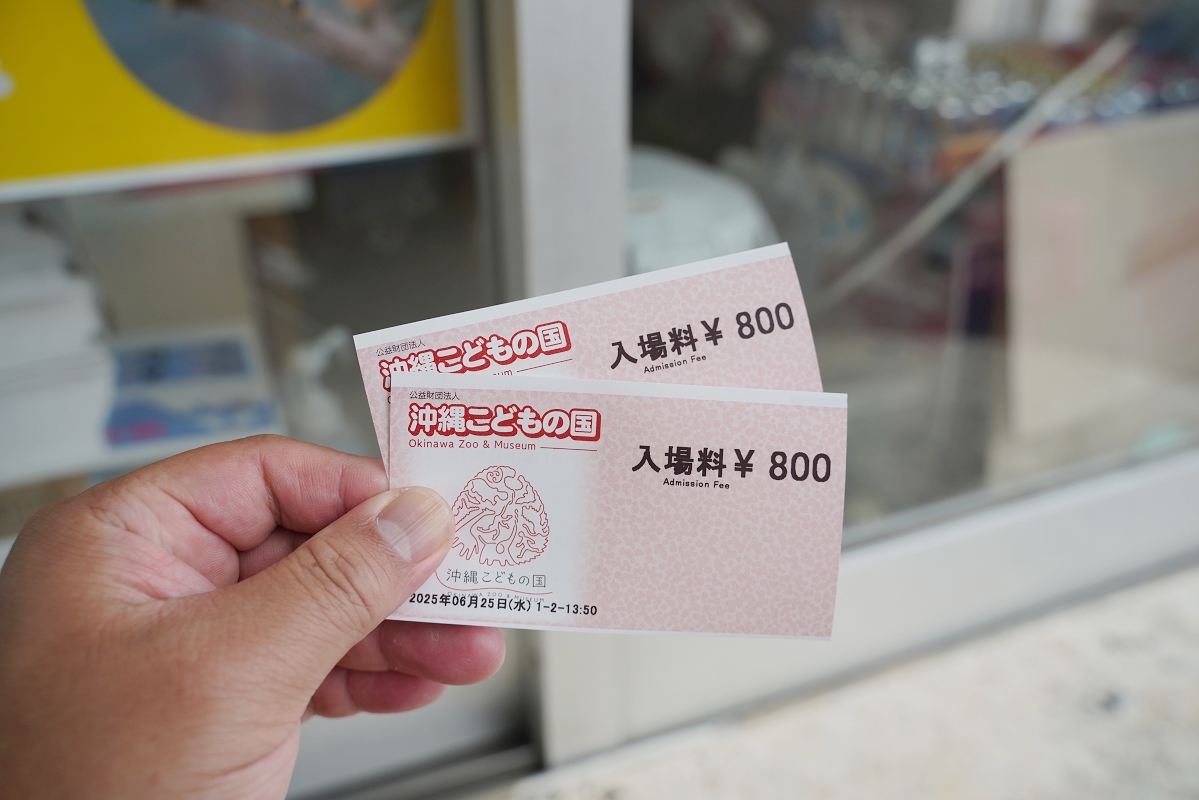 公益財団法人
沖縄こどもの国
入場料¥ 800
Admission Fee
公益財団法人
沖縄こどもの国
Okinawa Zoo & Museum
入場料¥ 800
Admission Fee
沖縄こどもの国
OKINAWA ZOO & MUSEUM
2025年06月25日(水) 1-2-13:50